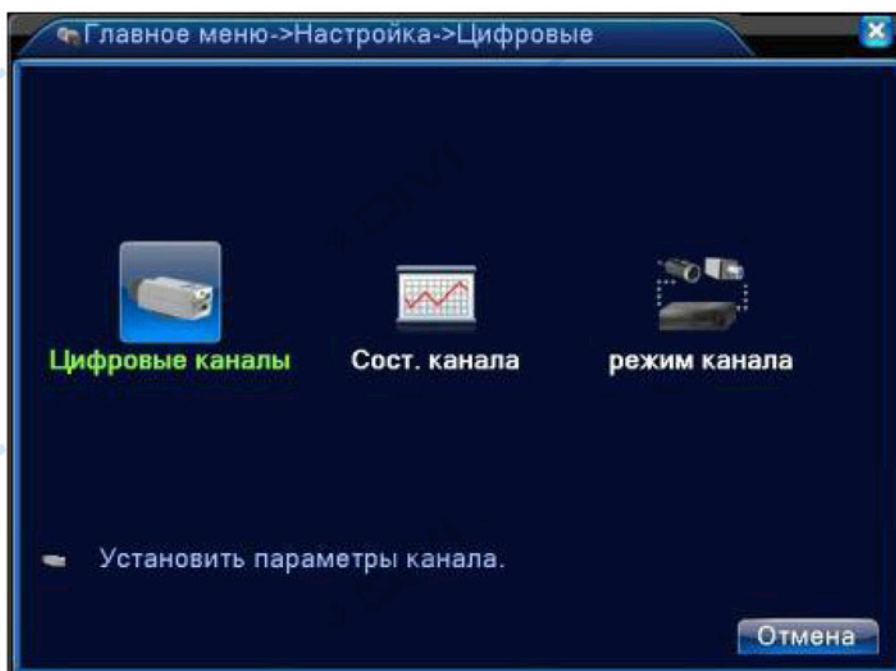 Главное меню->Настройка->Цифровые
Цифровые каналы
Сост. канала
режим канала
Установить параметры канала.
Отмена